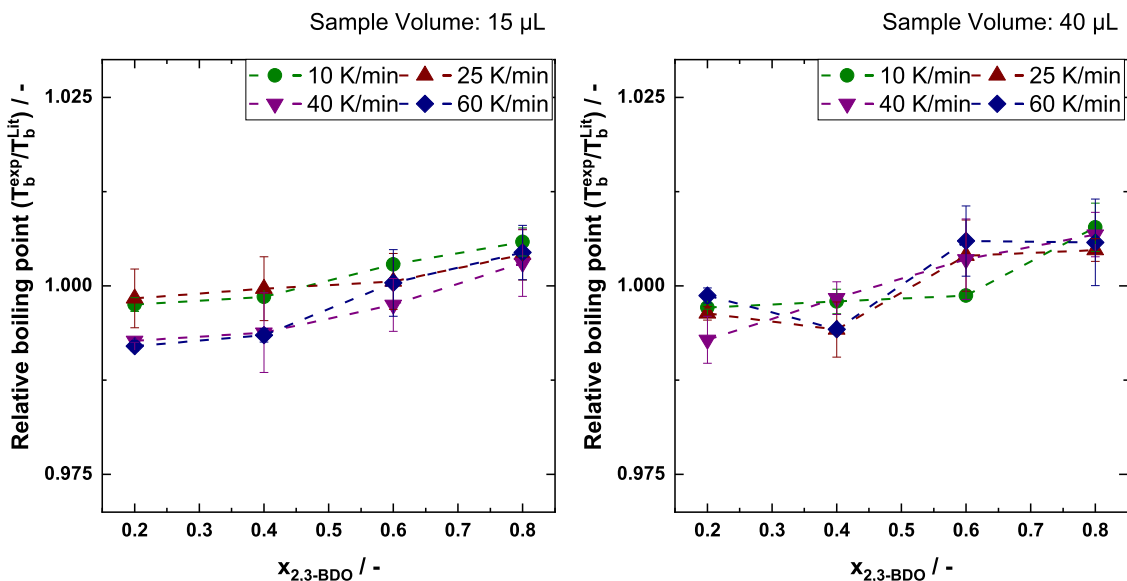 Sample Volume: 15 µL
10 K/min 25 K/min
40 K/min 60 K/min
Relative boiling point (T_b^exp/T_b^Lit) / -
1.025
1.000
0.975
0.2 0.3 0.4 0.5 0.6 0.7 0.8
x_2.3-BDO / -
Sample Volume: 40 µL
10 K/min 25 K/min
40 K/min 60 K/min
Relative boiling point (T_b^exp/T_b^Lit) / -
1.025
1.000
0.975
0.2 0.3 0.4 0.5 0.6 0.7 0.8
x_2.3-BDO / -